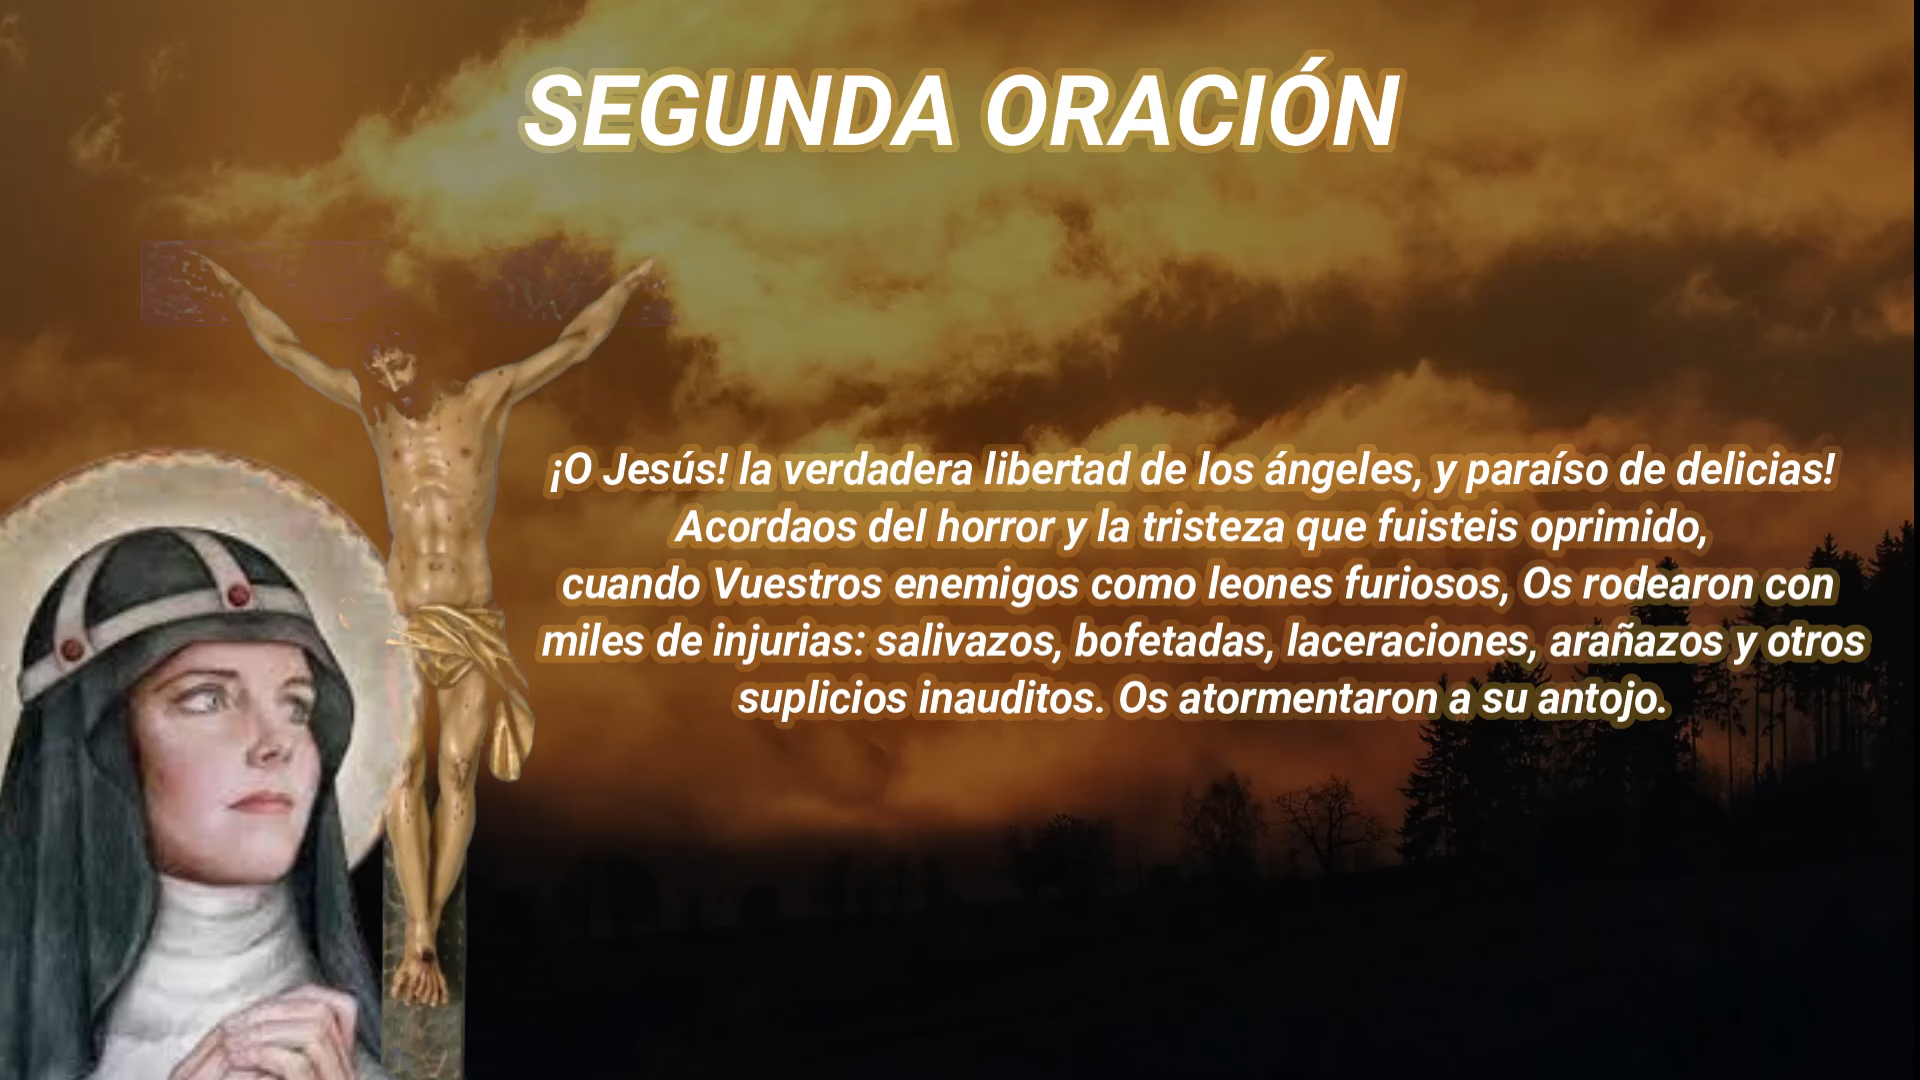 SEGUNDA ORACIÓN
¡O Jesús! la verdadera libertad de los ángeles, y paraíso de delicias!
Acordaos del horror y la tristeza que fuisteis oprimido,
cuando Vuestros enemigos como leones furiosos, Os rodearon con
miles de injurias: salivazos, bofetadas, laceraciones, arañazos y otros
suplicios inauditos. Os atormentaron a su antojo.